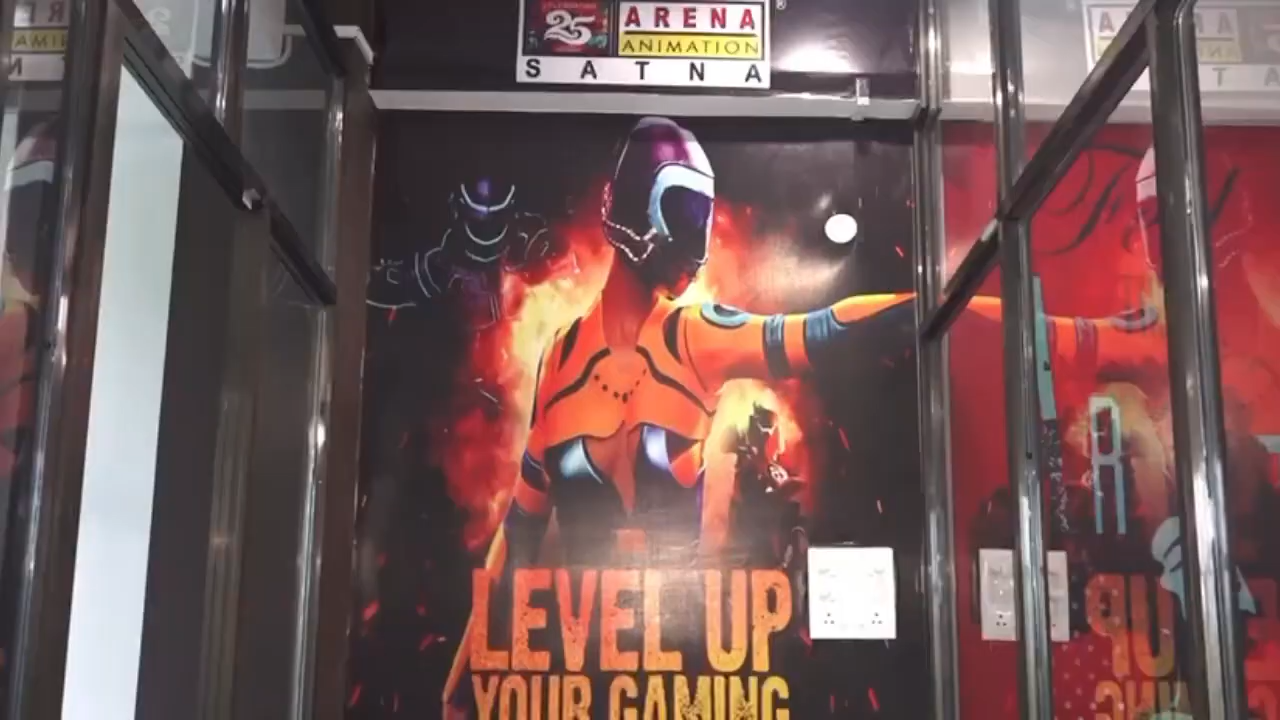 25
ARENA
ANIMATION
SATNA
LEVEL UP
YOUR GAMING